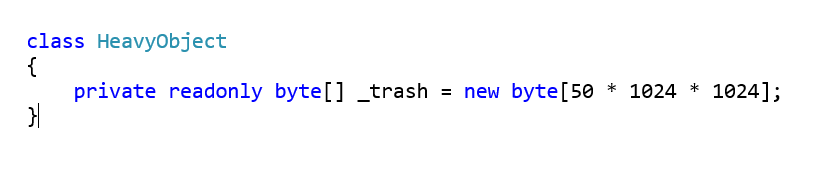 class HeavyObject
{
    private readonly byte[] _trash = new byte[50 * 1024 * 1024];
}